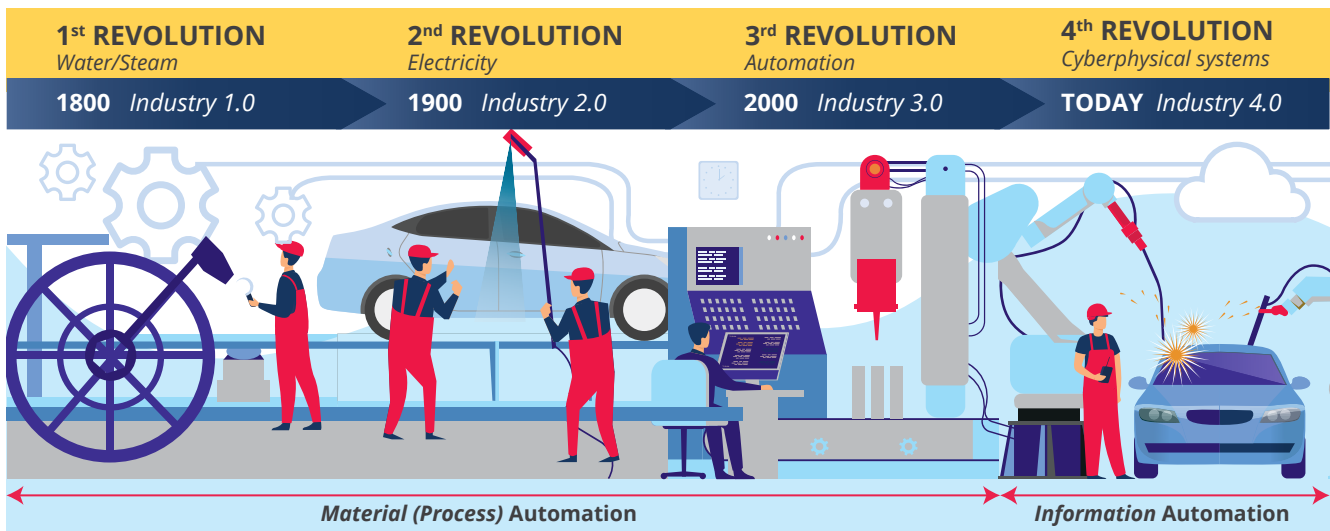 1st REVOLUTION
Water/Steam
1800 Industry 1.0
2nd REVOLUTION
Electricity
1900 Industry 2.0
3rd REVOLUTION
Automation
2000 Industry 3.0
4th REVOLUTION
Cyberphysical systems
TODAY Industry 4.0
Material (Process) Automation
Information Automation